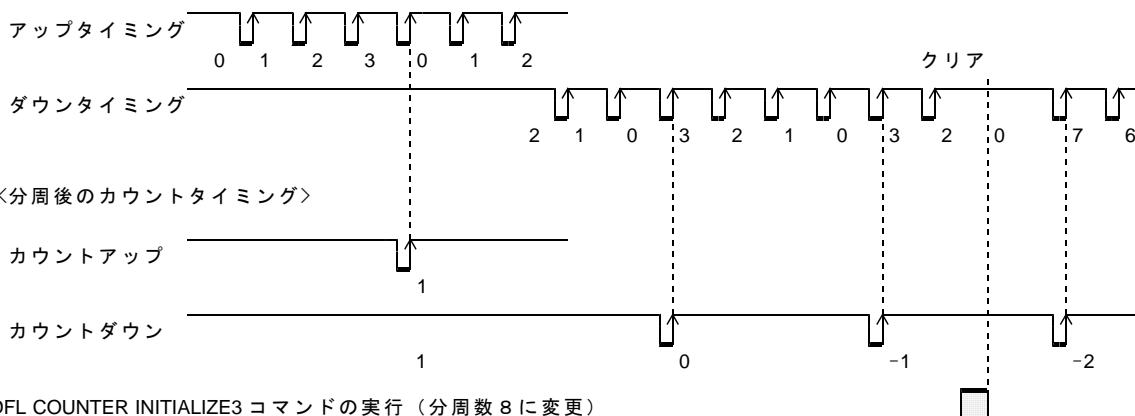 アップタイミング
0 1 2 3 0 1 2
クリア
ダウンタイミング
2 1 0 3 2 1 0 3 2 0 7 6
<分周後のカウントタイミング>
カウントアップ
1
カウントダウン
1 0 -1 -2
OFL COUNTER INITIALIZE3 コマンドの実行(分周数8に変更)